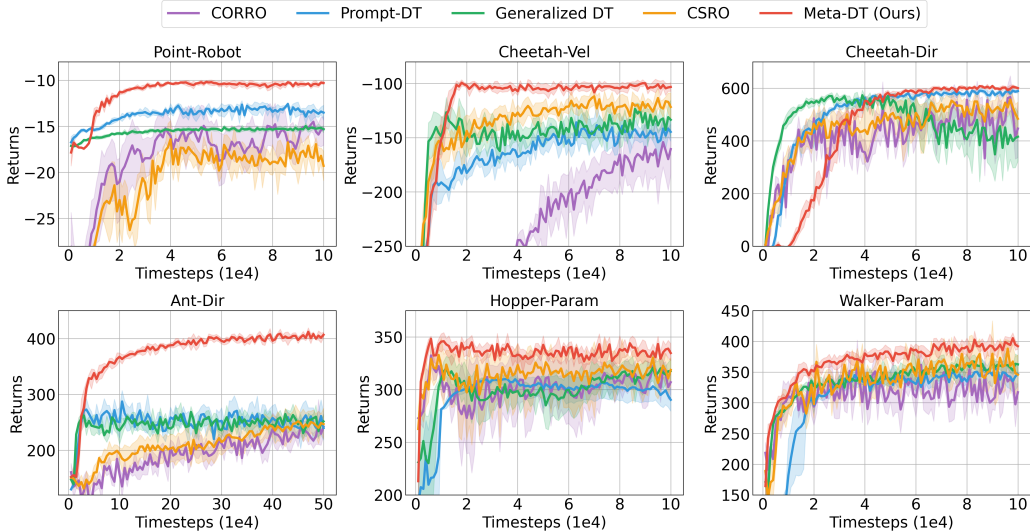 CORRO Prompt-DT Generalized DT CSRO Meta-DT (Ours)
Point-Robot Cheetah-Vel Cheetah-Dir
Returns
−10
−15
−20
−25
0 2 4 6 8 10
Timesteps (1e4)
Returns
−100
−150
−200
−250
0 2 4 6 8 10
Timesteps (1e4)
Returns
600
400
200
0
0 2 4 6 8 10
Timesteps (1e4)
Ant-Dir Hopper-Param Walker-Param
Returns
400
300
200
0 10 20 30 40 50
Timesteps (1e4)
Returns
350
300
250
200
0 2 4 6 8 10
Timesteps (1e4)
Returns
450
400
350
300
250
200
150
0 2 4 6 8 10
Timesteps (1e4)